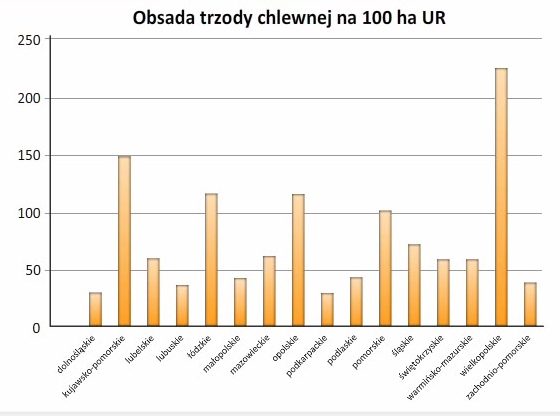 Obsada trzody chlewnej na 100 ha UR
250
200
150
100
50
0
dolnośląskie
kujawsko-pomorskie
lubelskie
lubuskie
łódzkie
małopolskie
mazowieckie
opolskie
podkarpackie
podlaskie
pomorskie
śląskie
świętokrzyskie
warmińsko-mazurskie
wielkopolskie
zachodnio-pomorskie